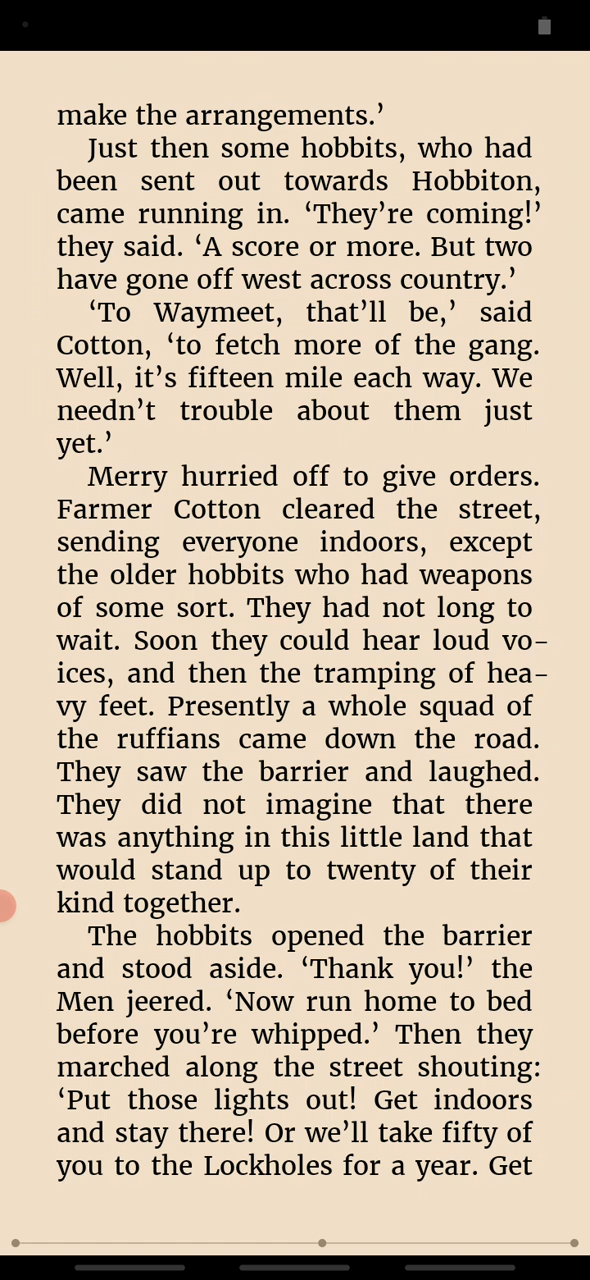 make the arrangements.’
Just then some hobbits, who had
been sent out towards Hobbiton,
came running in. ‘They’re coming!’
they said. ‘A score or more. But two
have gone off west across country.’
‘To Waymeet, that’ll be,’ said
Cotton, ‘to fetch more of the gang.
Well, it’s fifteen mile each way. We
needn’t trouble about them just
yet.’
Merry hurried off to give orders.
Farmer Cotton cleared the street,
sending everyone indoors, except
the older hobbits who had weapons
of some sort. They had not long to
wait. Soon they could hear loud vo-
ices, and then the tramping of hea-
vy feet. Presently a whole squad of
the ruffians came down the road.
They saw the barrier and laughed.
They did not imagine that there
was anything in this little land that
would stand up to twenty of their
kind together.
The hobbits opened the barrier
and stood aside. ‘Thank you!’ the
Men jeered. ‘Now run home to bed
before you’re whipped.’ Then they
marched along the street shouting:
‘Put those lights out! Get indoors
and stay there! Or we’ll take fifty of
you to the Lockholes for a year. Get